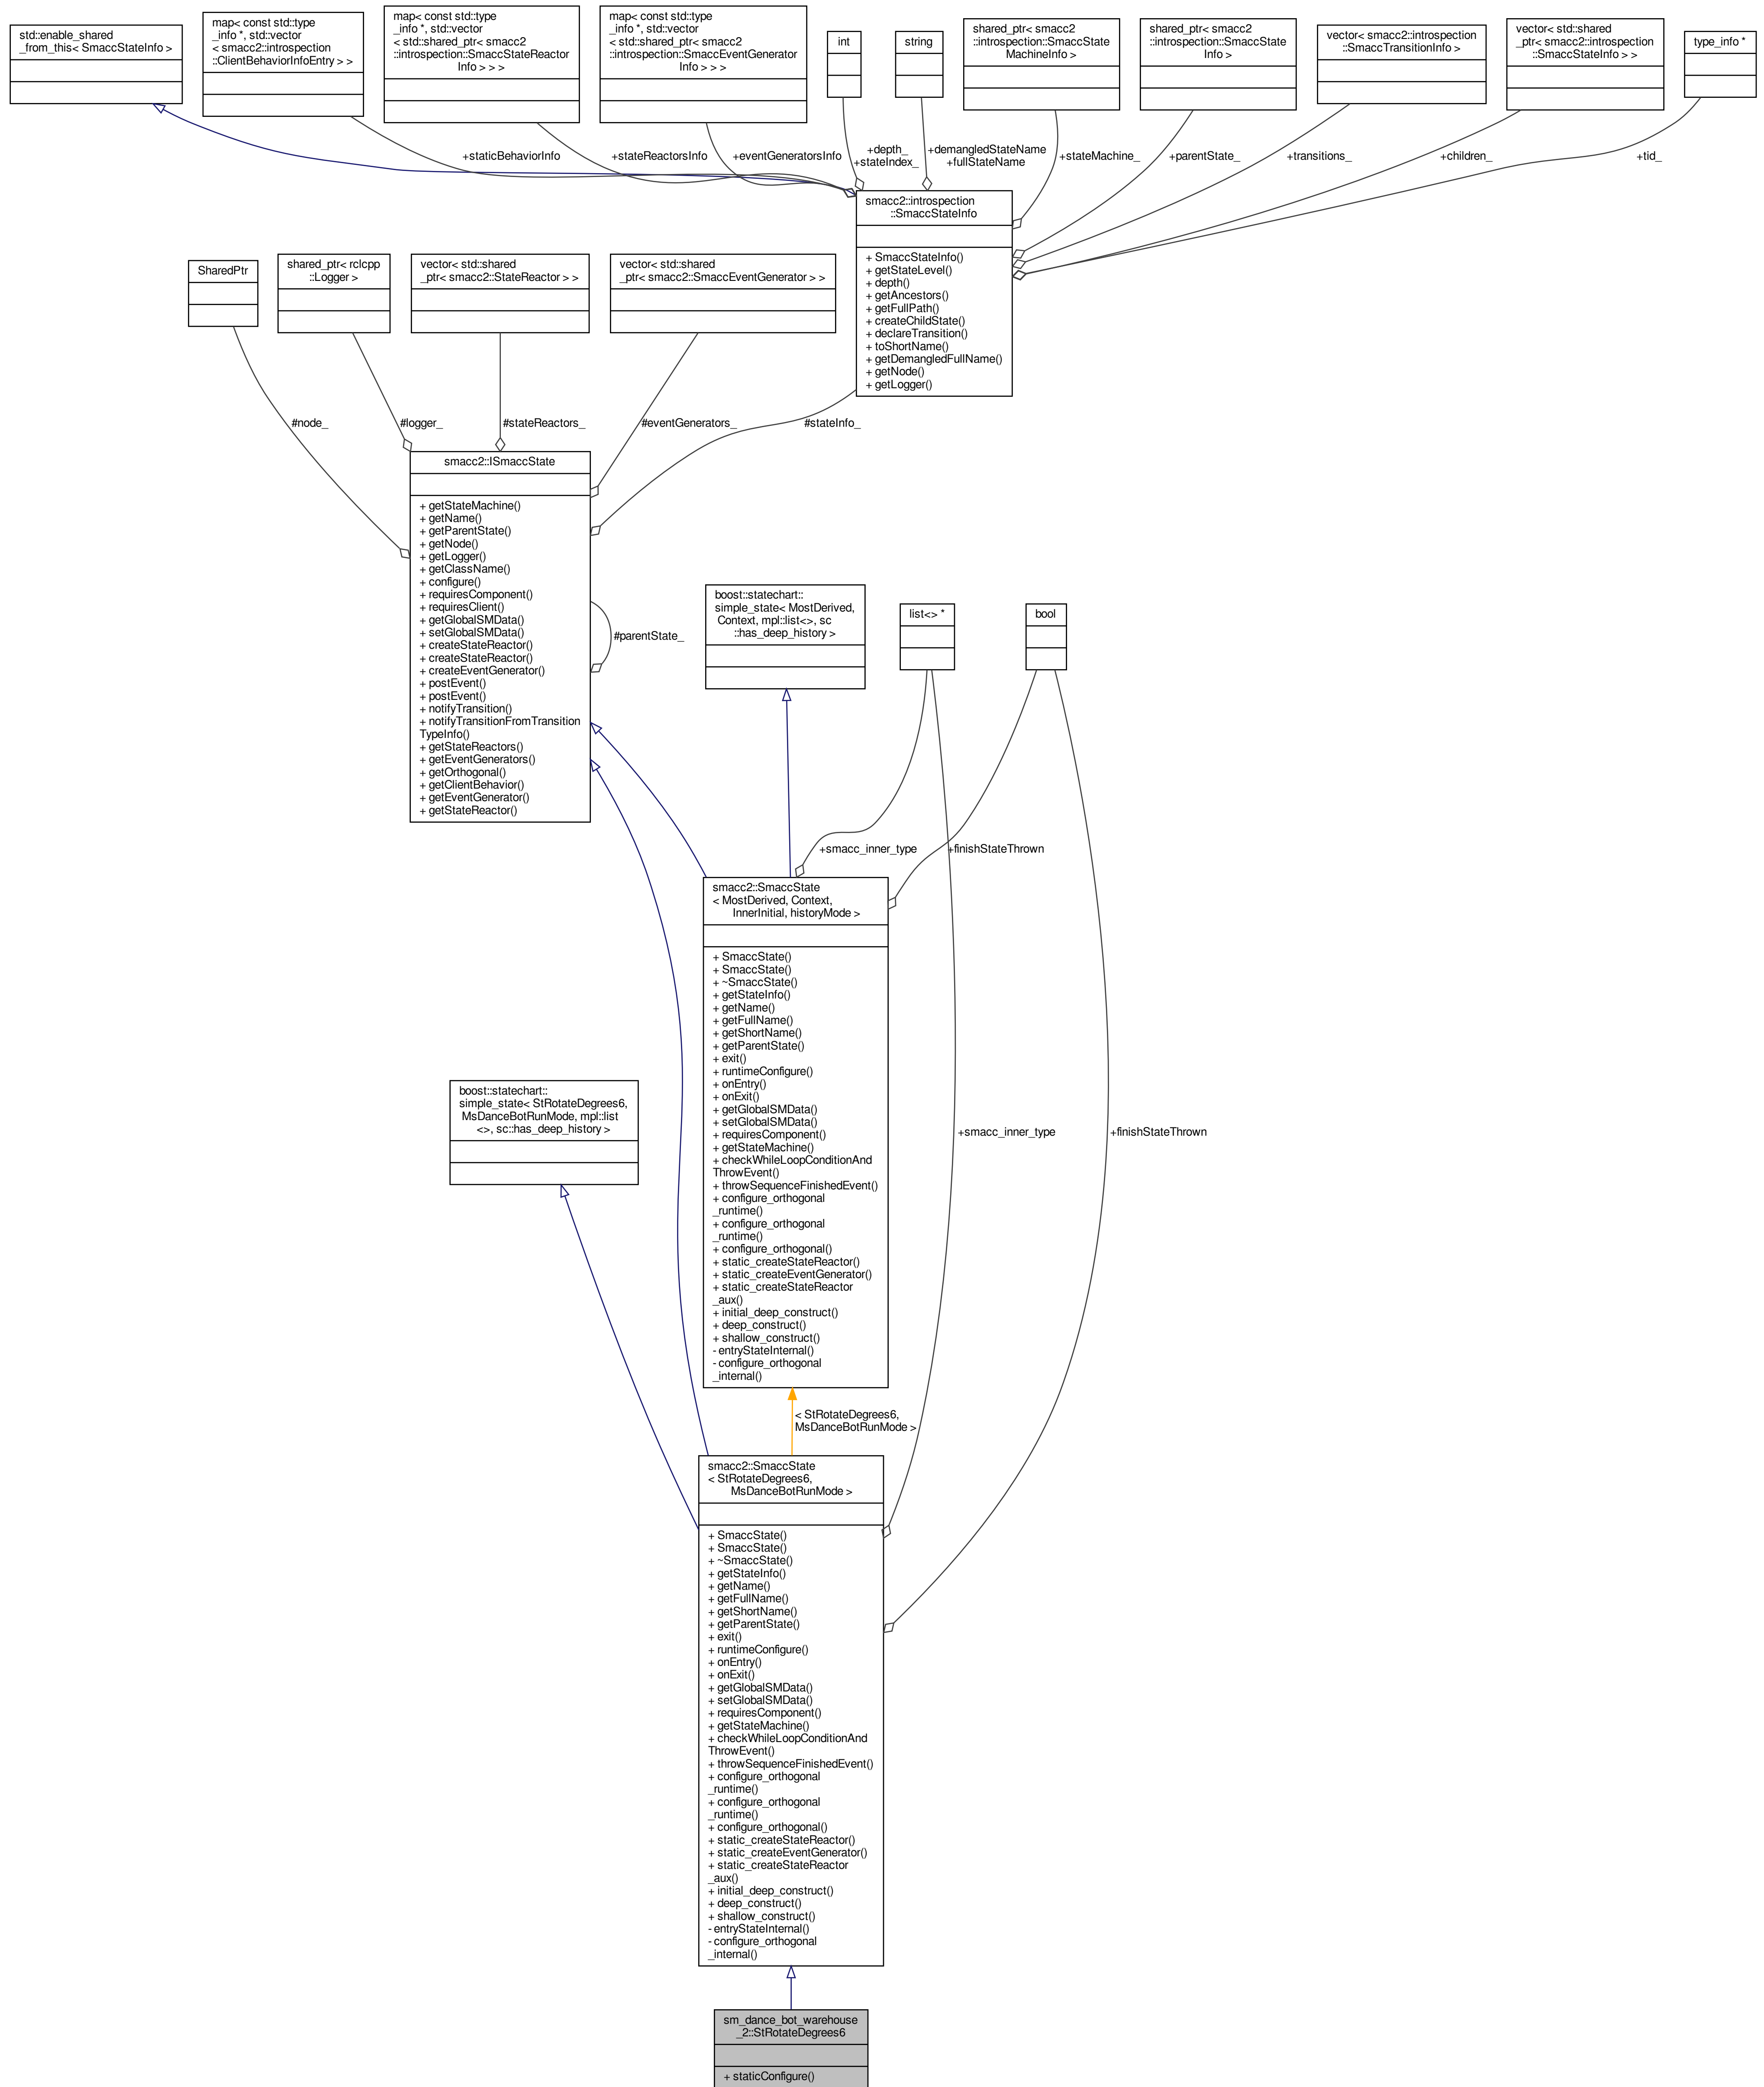 std::enable_shared
_from_this< SmaccStateInfo >
map< const std::type
_info *, std::vector
< smacc2::introspection
::ClientBehaviorInfoEntry > >
map< const std::type
_info *, std::vector
< std::shared_ptr< smacc2
::introspection::SmaccStateReactor
Info > > >
map< const std::type
_info *, std::vector
< std::shared_ptr< smacc2
::introspection::SmaccEventGenerator
Info > > >
int
string
shared_ptr< smacc2
::introspection::SmaccState
MachineInfo >
shared_ptr< smacc2
::introspection::SmaccState
Info >
vector< smacc2::introspection
::SmaccTransitionInfo >
vector< std::shared
_ptr< smacc2::introspection
::SmaccStateInfo > >
type_info *
+staticBehaviorInfo
+stateReactorsInfo
+eventGeneratorsInfo
+depth_
+stateIndex_
+demangledStateName
+fullStateName
+stateMachine_
+parentState_
+transitions_
+children_
+tid_
smacc2::introspection
::SmaccStateInfo
+ SmaccStateInfo()
+ getStateLevel()
+ depth()
+ getAncestors()
+ getFullPath()
+ createChildState()
+ declareTransition()
+ toShortName()
+ getDemangledFullName()
+ getNode()
+ getLogger()
SharedPtr
shared_ptr< rclcpp
::Logger >
vector< std::shared
_ptr< smacc2::StateReactor > >
vector< std::shared
_ptr< smacc2::SmaccEventGenerator > >
#node_
#logger_
#stateReactors_
#eventGenerators_
#stateInfo_
smacc2::ISmaccState
+ getStateMachine()
+ getName()
+ getParentState()
+ getNode()
+ getLogger()
+ getClassName()
+ configure()
+ requiresComponent()
+ requiresClient()
+ getGlobalSMData()
+ setGlobalSMData()
+ createStateReactor()
+ createStateReactor()
+ createEventGenerator()
+ postEvent()
+ postEvent()
+ notifyTransition()
+ notifyTransitionFromTransition
TypeInfo()
+ getStateReactors()
+ getEventGenerators()
+ getOrthogonal()
+ getClientBehavior()
+ getEventGenerator()
+ getStateReactor()
#parentState_
boost::statechart::
simple_state< MostDerived,
Context, mpl::list<>, sc
::has_deep_history >
list<> *
bool
+smacc_inner_type
+finishStateThrown
smacc2::SmaccState
< MostDerived, Context,
InnerInitial, historyMode >
+ SmaccState()
+ SmaccState()
+ ~SmaccState()
+ getStateInfo()
+ getName()
+ getFullName()
+ getShortName()
+ getParentState()
+ exit()
+ runtimeConfigure()
+ onEntry()
+ onExit()
+ getGlobalSMData()
+ setGlobalSMData()
+ requiresComponent()
+ getStateMachine()
+ checkWhileLoopConditionAnd
ThrowEvent()
+ throwSequenceFinishedEvent()
+ configure_orthogonal
_runtime()
+ configure_orthogonal
_runtime()
+ configure_orthogonal()
+ static_createStateReactor()
+ static_createEventGenerator()
+ static_createStateReactor
_aux()
+ initial_deep_construct()
+ deep_construct()
+ shallow_construct()
- entryStateInternal()
- configure_orthogonal
_internal()
boost::statechart::
simple_state< StRotateDegrees6,
MsDanceBotRunMode, mpl::list
<>, sc::has_deep_history >
+smacc_inner_type
+finishStateThrown
< StRotateDegrees6,
MsDanceBotRunMode >
smacc2::SmaccState
< StRotateDegrees6,
MsDanceBotRunMode >
+ SmaccState()
+ SmaccState()
+ ~SmaccState()
+ getStateInfo()
+ getName()
+ getFullName()
+ getShortName()
+ getParentState()
+ exit()
+ runtimeConfigure()
+ onEntry()
+ onExit()
+ getGlobalSMData()
+ setGlobalSMData()
+ requiresComponent()
+ getStateMachine()
+ checkWhileLoopConditionAnd
ThrowEvent()
+ throwSequenceFinishedEvent()
+ configure_orthogonal
_runtime()
+ configure_orthogonal
_runtime()
+ configure_orthogonal()
+ static_createStateReactor()
+ static_createEventGenerator()
+ static_createStateReactor
_aux()
+ initial_deep_construct()
+ deep_construct()
+ shallow_construct()
- entryStateInternal()
- configure_orthogonal
_internal()
sm_dance_bot_warehouse
_2::StRotateDegrees6
+ staticConfigure()